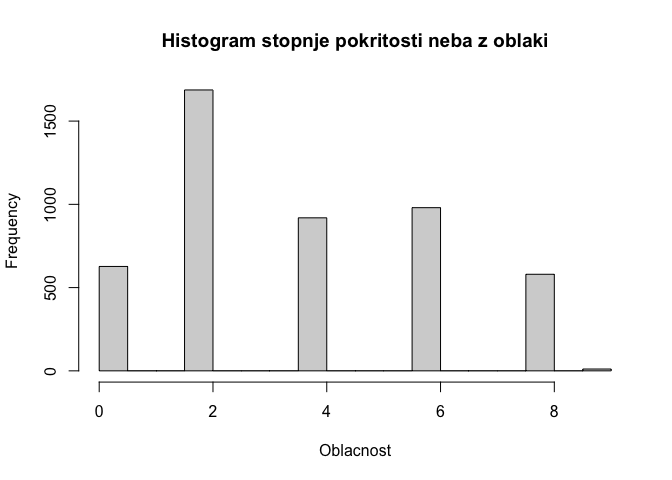 Histogram stopnje pokritosti neba z oblaki
Frequency
1500
1000
500
0
0 2 4 6 8
Oblacnost